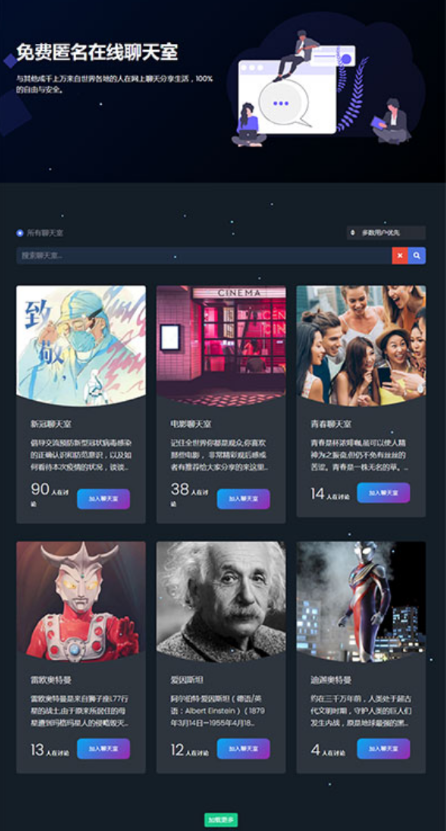 免费匿名在线聊天室
与其他成千上万来自世界各地的人在网上聊天分享生活，100%
的自由与安全。
所有聊天室
多数用户优先
搜索聊天室...
致
敬
CINEMA
新冠聊天室
电影聊天室
青春聊天室
倡导交流预防新型冠状病毒感染
的正确认识和防范意识，以及如
何看待本次疫情的状况，谈谈...
90 人在讨
论
加入聊天室
记住全世界你都是观众,你喜欢
那些电影，非常精彩观后感或
者有推荐给大家分享的来这里...
38 人在讨
论
加入聊天室
青春是杯浓啡咖,虽可以使人精
神为之振奋,但仍不免有丝丝的
苦涩。青春是一株无名的草。...
14 人在讨论
加入聊天室
雷欧奥特曼
爱因斯坦
迪迦奥特曼
雷欧奥特曼是来自狮子座L77行
星的战士,由于原来所居住的母
星遭到玛格玛星人的侵略毁灭...
13 人在讨论
加入聊天室
阿尔伯特·爱因斯坦（德语/英
语：Albert Einstein）（1879
年3月14日—1955年4月18...
12 人在讨论
加入聊天室
约在三千万年前，人类处于超古
代文明时期，守护人类的巨人们
发生内战，原是地球最强的黑...
4 人在讨论
加入聊天室
加载更多